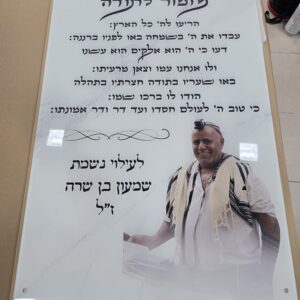 מזמור לתודה
הריעו לה' כל הארץ:
עבדו את ה' בשמחה באו לפניו ברננה:
דעו כי ה' הוא אלקים הוא עשנו
ולו אנחנו עמו וצאן מרעיתו:
באו שעריו בתודה חצרתיו בתהלה
הודו לו ברכו שמו:
כי טוב ה' לעולם חסדו ועד דר ודר אמונתו:
לעילוי נשמת
שמעון בן שרה
ז"ל